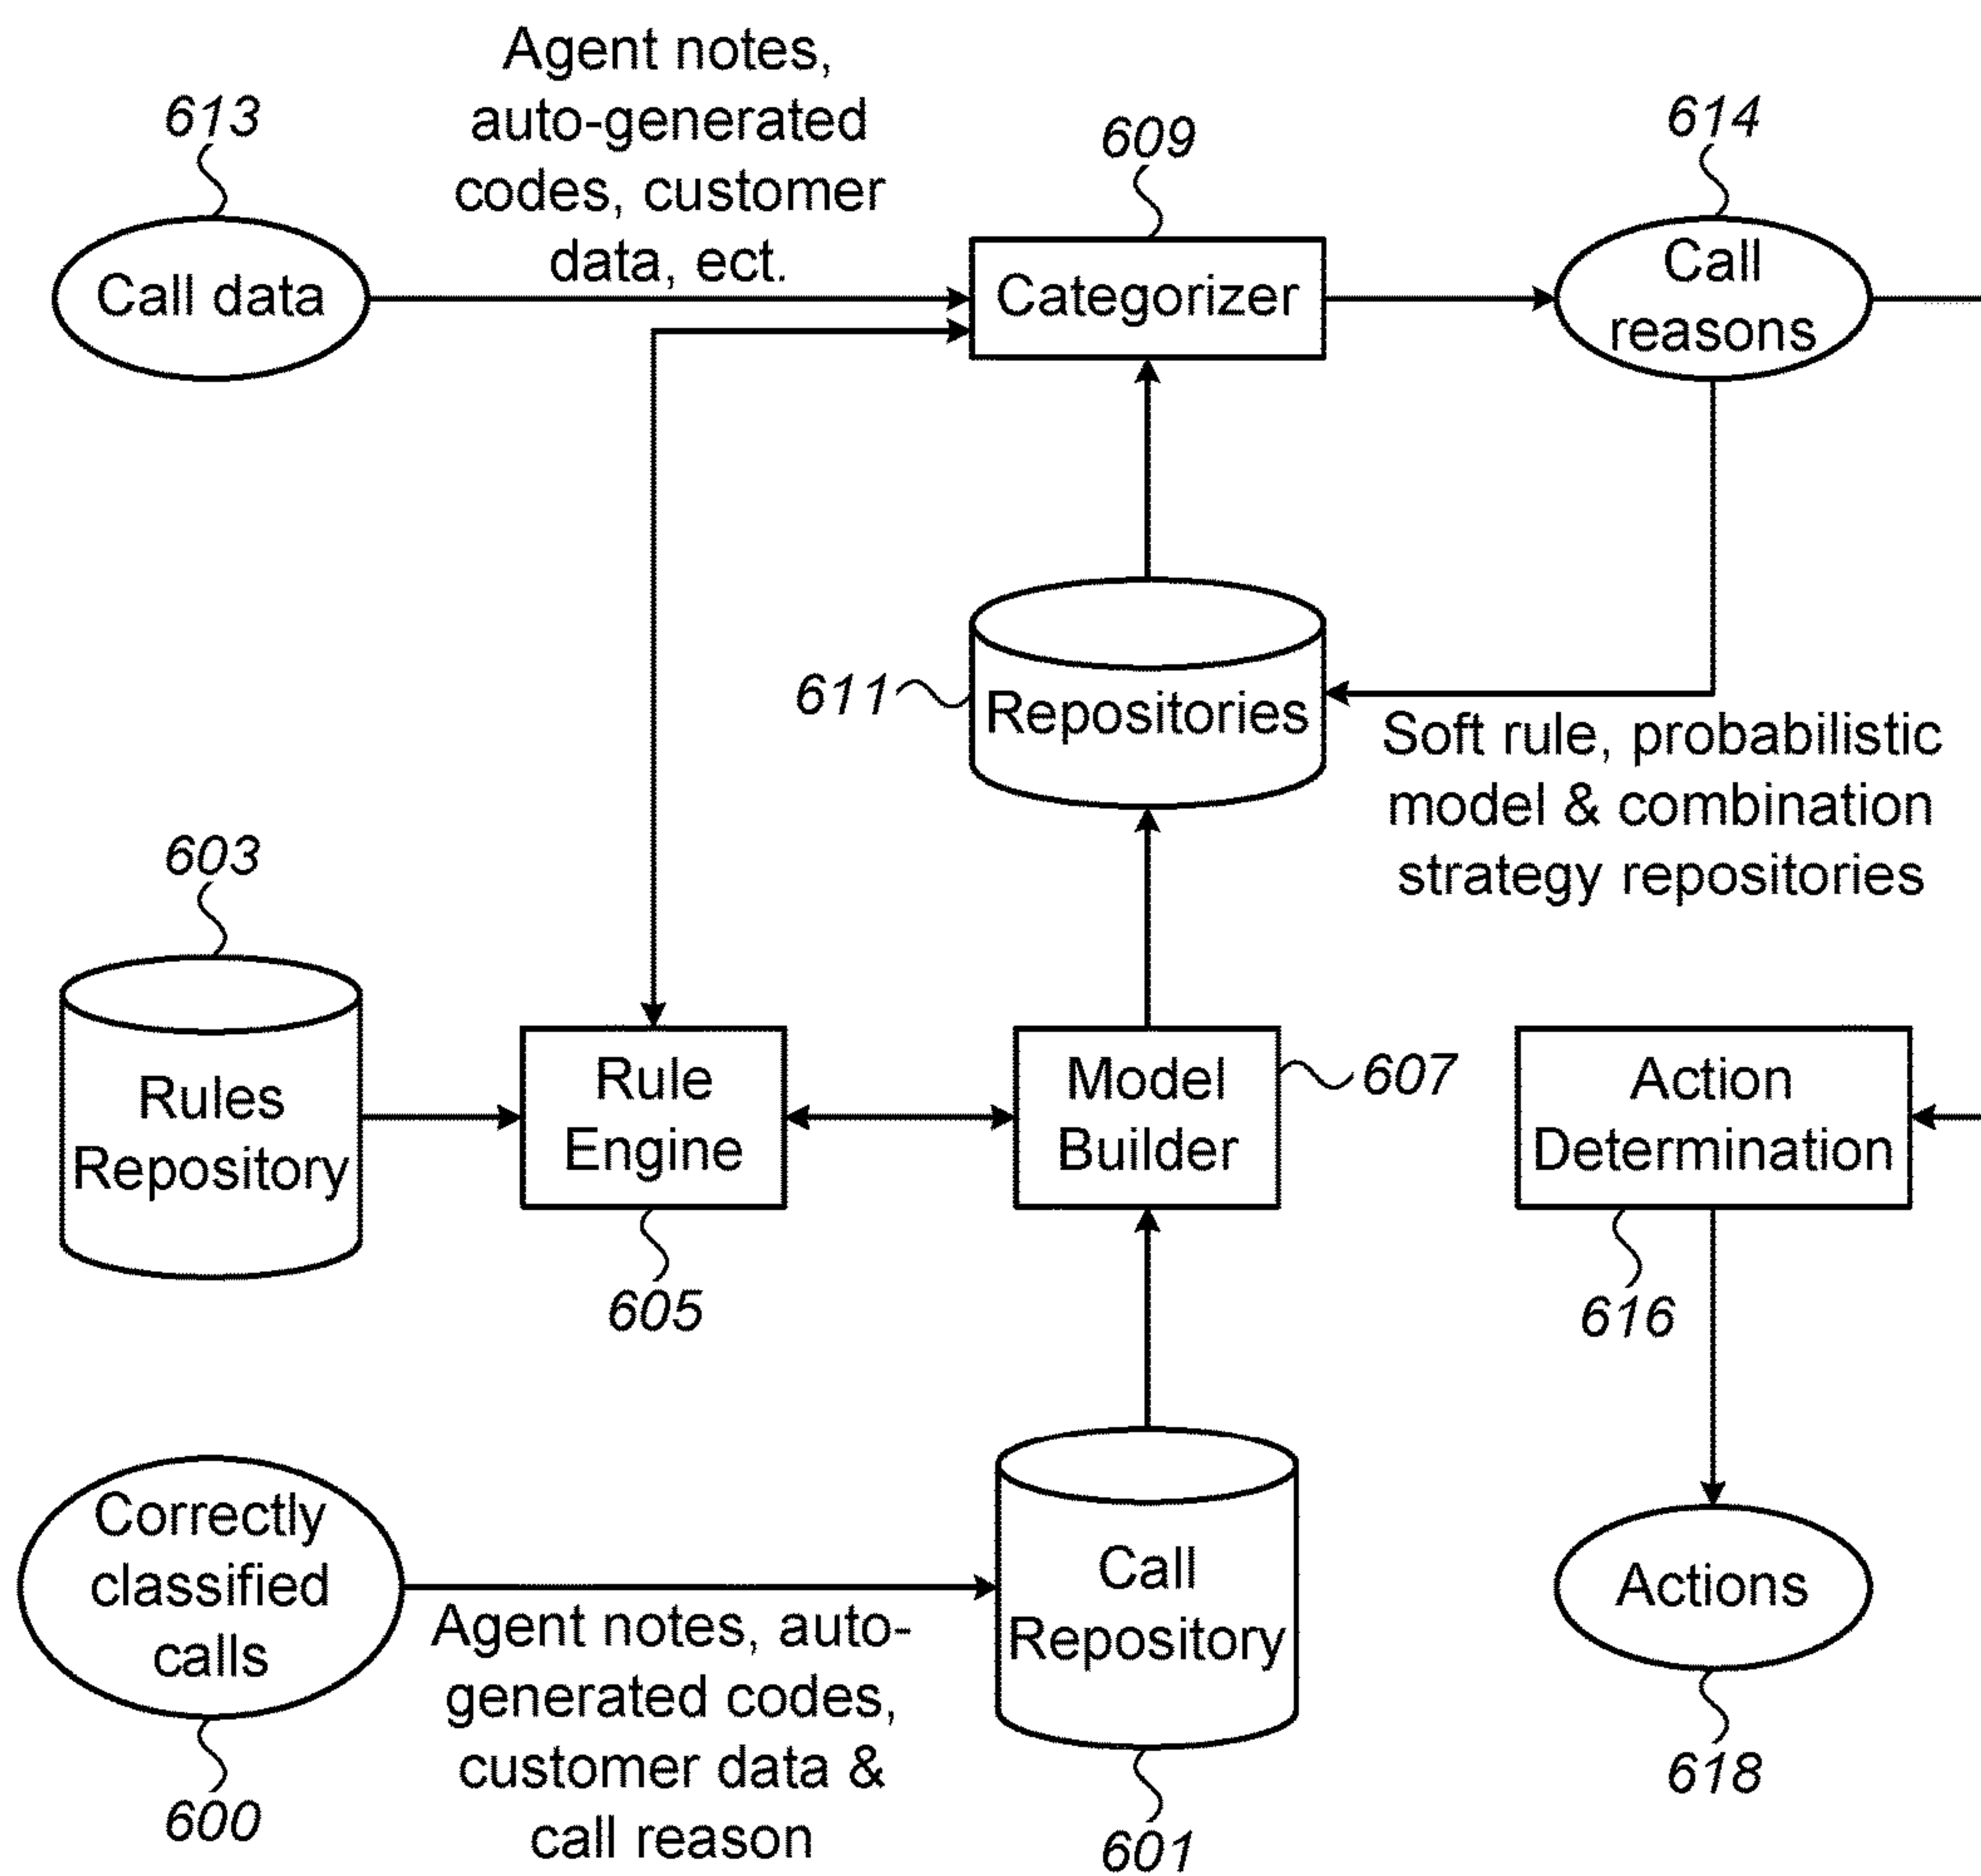 Agent notes,
auto-generated
codes, customer
data, ect.
613
Call data
609
Categorizer
614
Call
reasons
611
Repositories
Soft rule, probabilistic
model & combination
strategy repositories
603
Rules
Repository
Rule
Engine
605
Model
Builder
607
Action
Determination
616
Correctly
classified
calls
600
Agent notes, auto-
generated codes,
customer data &
call reason
Call
Repository
601
Actions
618